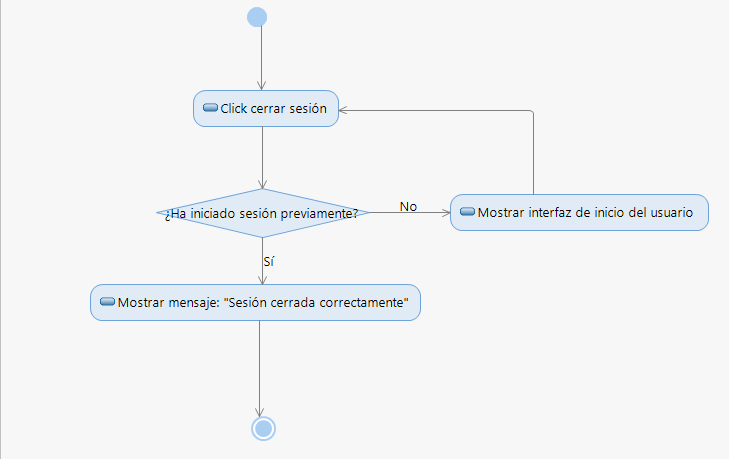 Click cerrar sesión
¿Ha iniciado sesión previamente?
No
Mostrar interfaz de inicio del usuario
Sí
Mostrar mensaje: "Sesión cerrada correctamente"